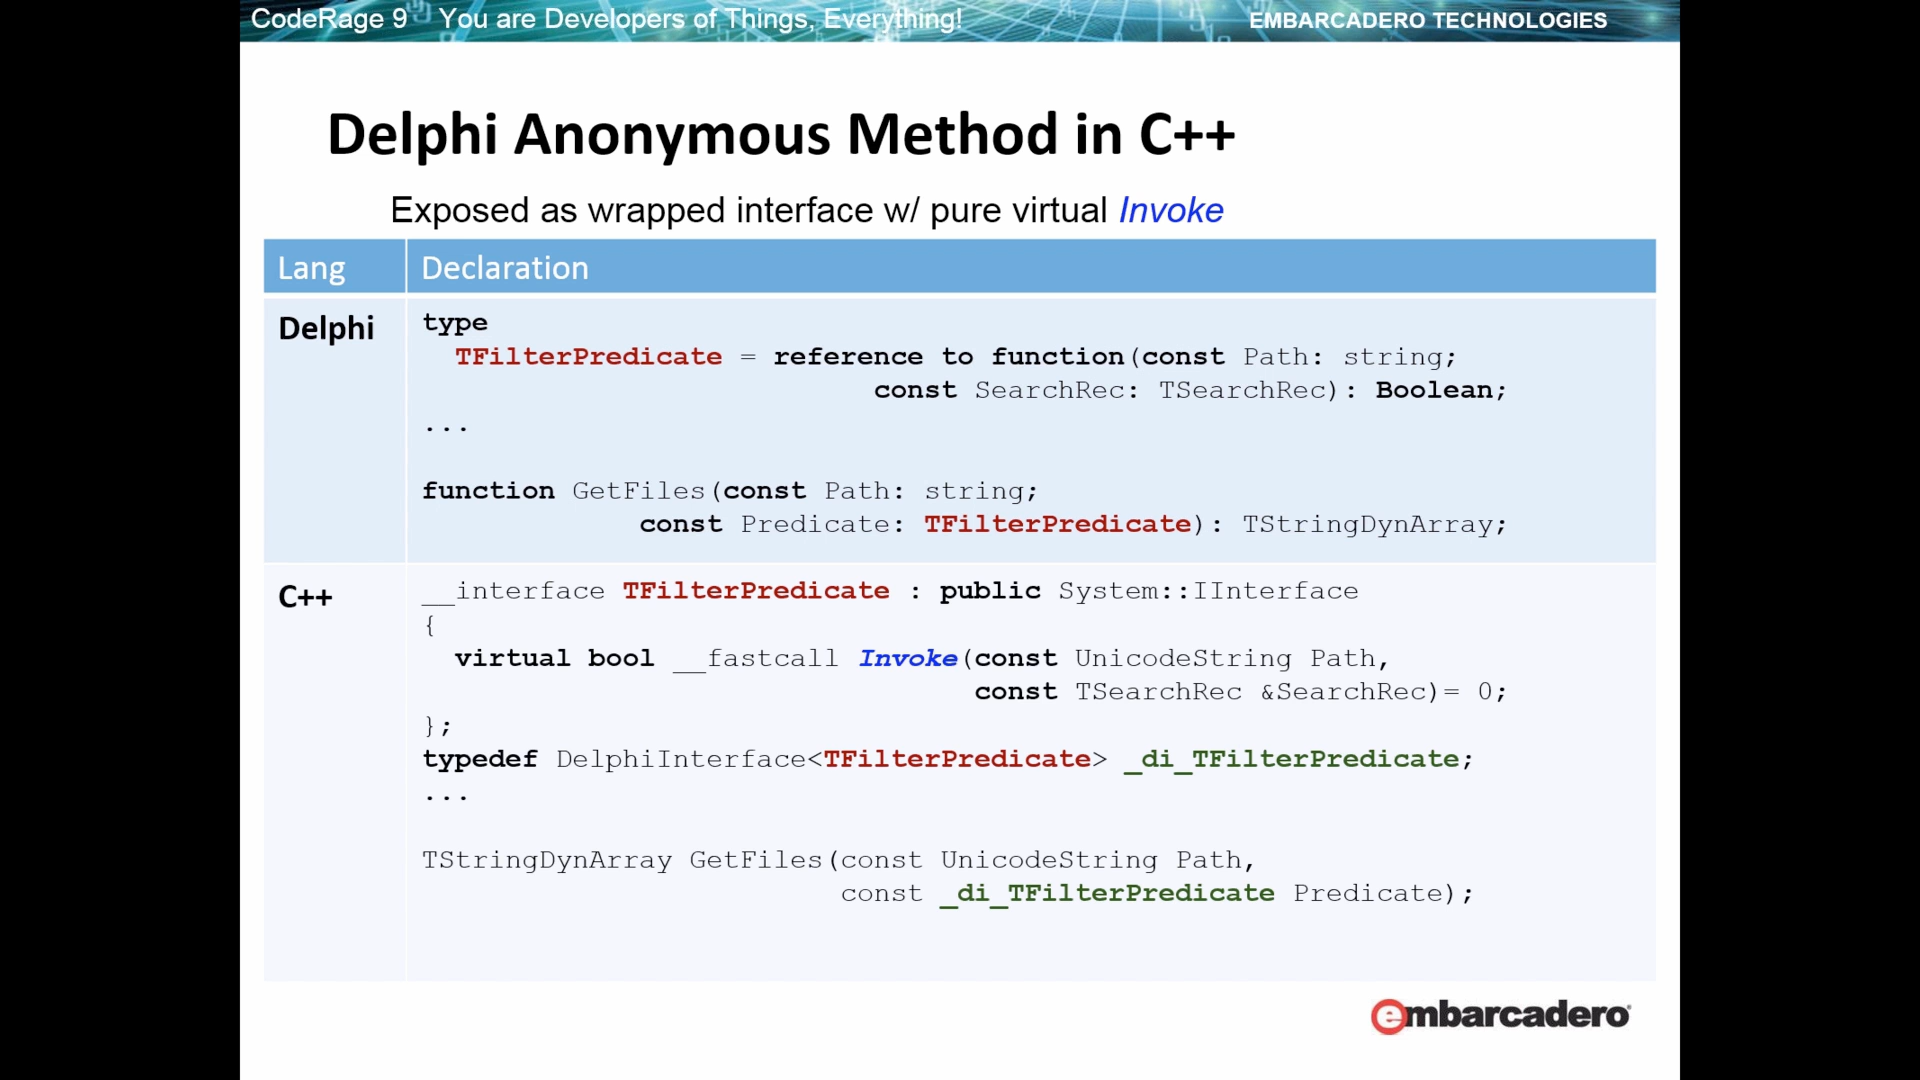 CodeRage 9 You are Developers of Things, Everything!
EMBARCADERO TECHNOLOGIES
Delphi Anonymous Method in C++
Exposed as wrapped interface w/ pure virtual Invoke
Lang Declaration
Delphi
type
TFilterPredicate = reference to function(const Path: string;
const SearchRec: TSearchRec): Boolean;
...
function GetFiles(const Path: string;
const Predicate: TFilterPredicate): TStringDynArray;
C++
__interface TFilterPredicate : public System::IInterface
{
virtual bool __fastcall Invoke(const UnicodeString Path,
const TSearchRec &SearchRec)= 0;
};
typedef DelphiInterface<TFilterPredicate> _di_TFilterPredicate;
...
TStringDynArray GetFiles(const UnicodeString Path,
const _di_TFilterPredicate Predicate);
embarcadero